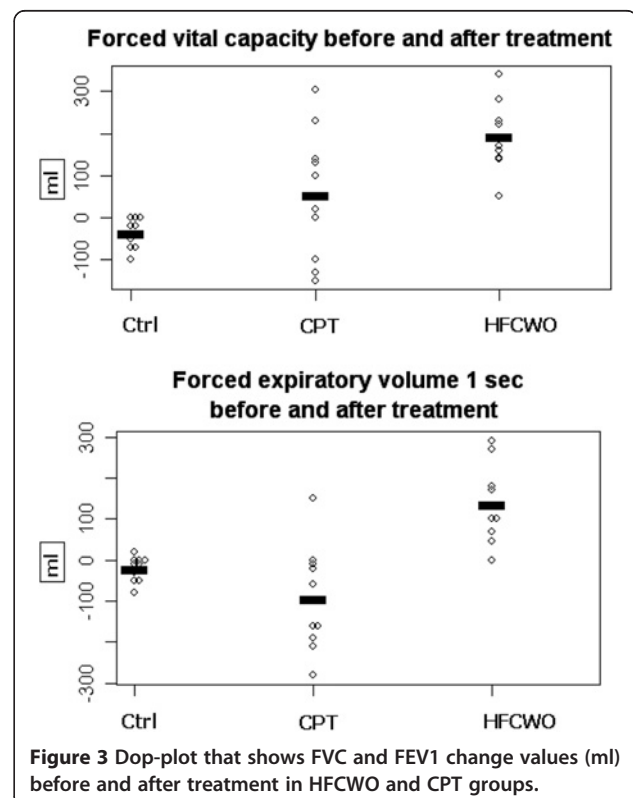 Forced vital capacity before and after treatment
300
100
0
-100
ml
Ctrl CPT HFCWO
Forced expiratory volume 1 sec
before and after treatment
300
100
0
-100
-300
ml
Ctrl CPT HFCWO
Figure 3 Dop-plot that shows FVC and FEV1 change values (ml)
before and after treatment in HFCWO and CPT groups.